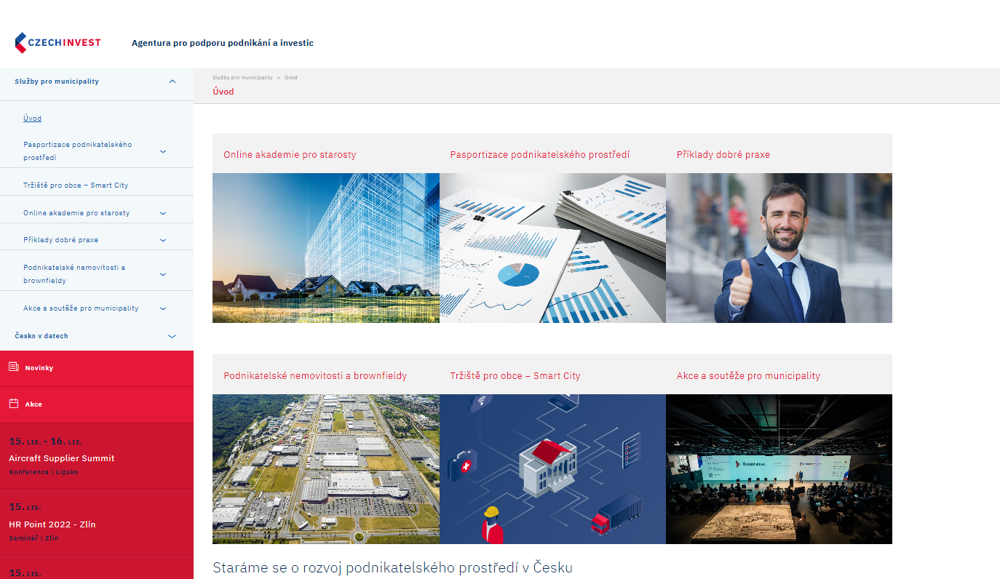 CZECHINVEST
Agentura pro podporu podnikání a investic
Služby pro municipality
Úvod
Pasportizace podnikatelského
prostředí
Tržiště pro obce – Smart City
Online akademie pro starosty
Příklady dobré praxe
Podnikatelské nemovitosti a
brownfieldy
Akce a soutěže pro municipality
Česko v datech
Novinky
Akce
15. LIS. - 16. LIS.
Aircraft Supplier Summit
Konference | Lipsko
15. LIS.
HR Point 2022 - Zlín
Seminář | Zlín
15. LIS.
Služby pro municipality > Úvod
Úvod
Online akademie pro starosty
Pasportizace podnikatelského prostředí
Příklady dobré praxe
Podnikatelské nemovitosti a brownfieldy
Tržiště pro obce – Smart City
Akce a soutěže pro municipality
Úvodní slovo
Staráme se o rozvoj podnikatelského prostředí v Česku